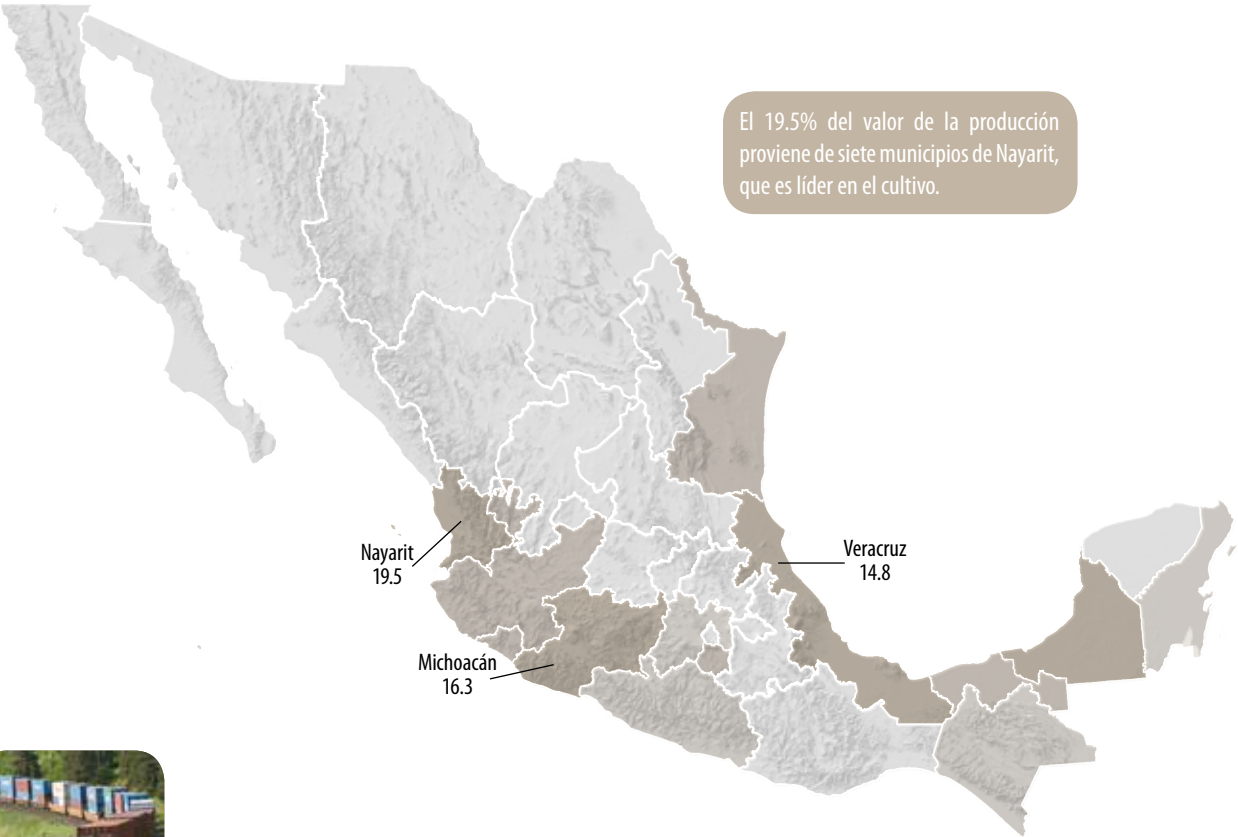 El 19.5% del valor de la producción
proviene de siete municipios de Nayarit,
que es líder en el cultivo.
Nayarit
19.5
Veracruz
14.8
Michoacán
16.3